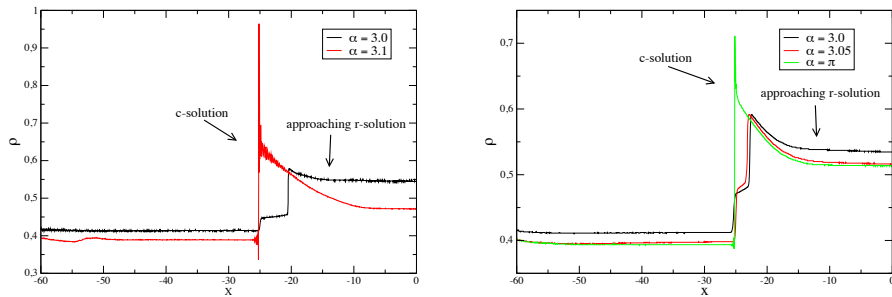 1
0,9
0,8
0,7
0,6
0,5
0,4
0,3
ρ
-60
-50
-40
-30
-20
-10
0
x
α = 3.0
α = 3.1
c-solution
approaching r-solution
0,7
0,6
0,5
0,4
ρ
-60
-50
-40
-30
-20
-10
0
x
α = 3.0
α = 3.05
α = π
c-solution
approaching r-solution